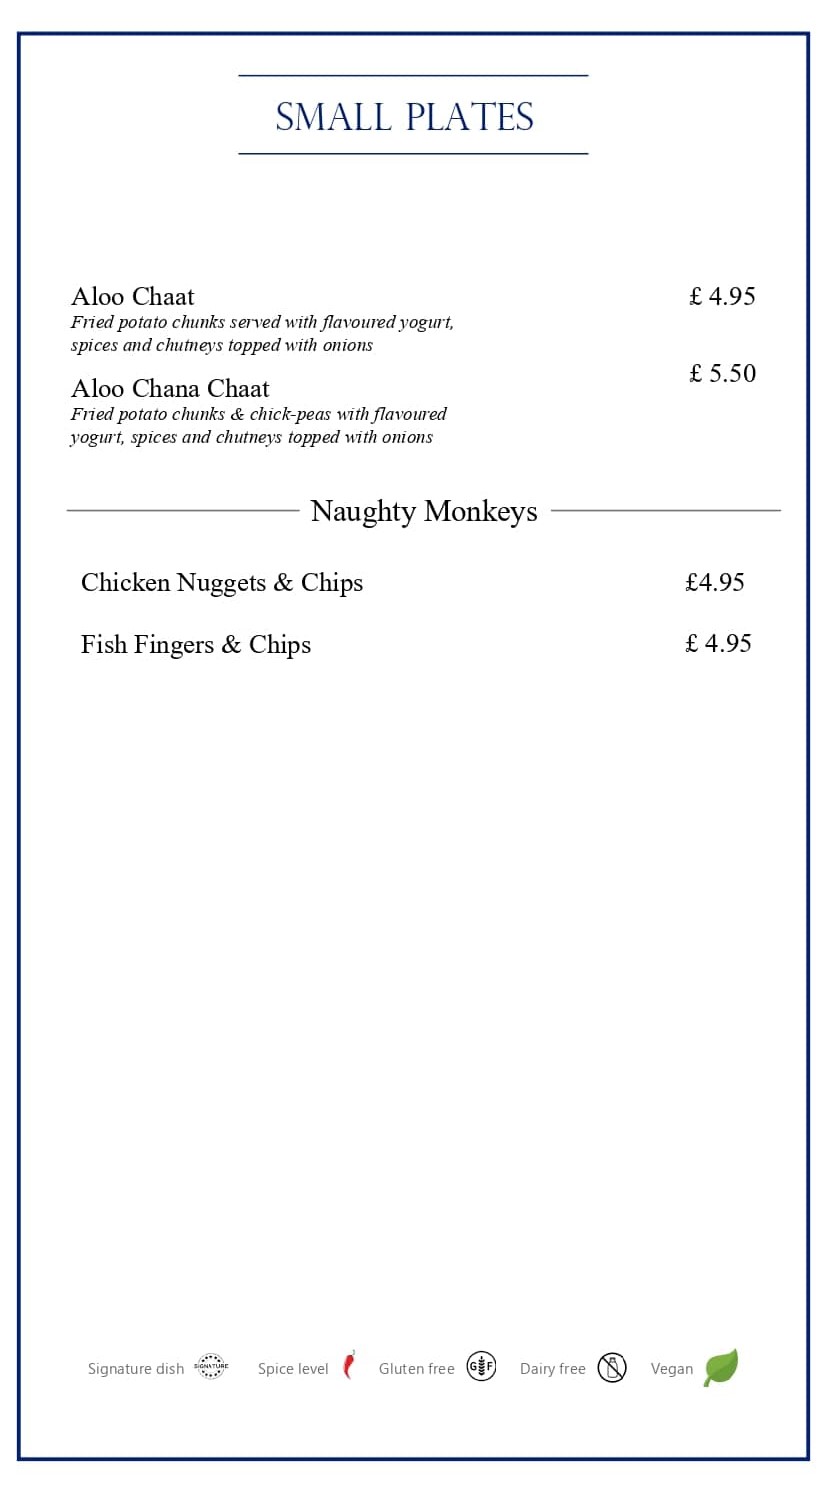 SMALL PLATES
Aloo Chaat £ 4.95
Fried potato chunks served with flavoured yogurt,
spices and chutneys topped with onions
£ 5.50
Aloo Chana Chaat
Fried potato chunks & chick-peas with flavoured
yogurt, spices and chutneys topped with onions
Naughty Monkeys
Chicken Nuggets & Chips £4.95
Fish Fingers & Chips £ 4.95
Signature dish SIGNATURE Spice level Gluten free GF Dairy free Vegan